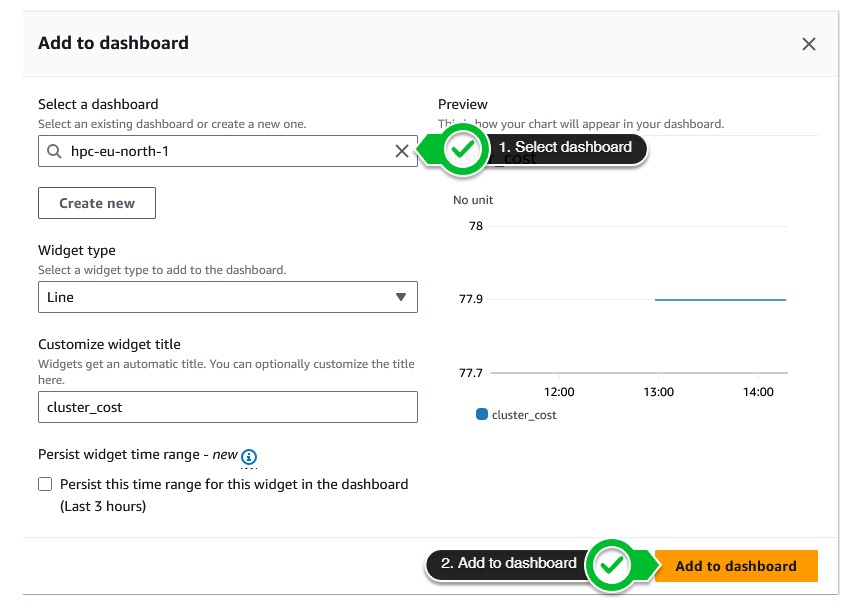 Add to dashboard
Select a dashboard
Select an existing dashboard or create a new one.
hpc-eu-north-1
Create new
Widget type
Select a widget type to add to the dashboard.
Line
Customize widget title
Widgets get an automatic title. You can optionally customize the title
here.
cluster_cost
Persist widget time range - new
Persist this time range for this widget in the dashboard
(Last 3 hours)
Preview
how your chart will appear in your dashboard.
1. Select dashboard
No unit
78
77.9
77.7
12:00
13:00
14:00
cluster_cost
2. Add to dashboard
Add to dashboard